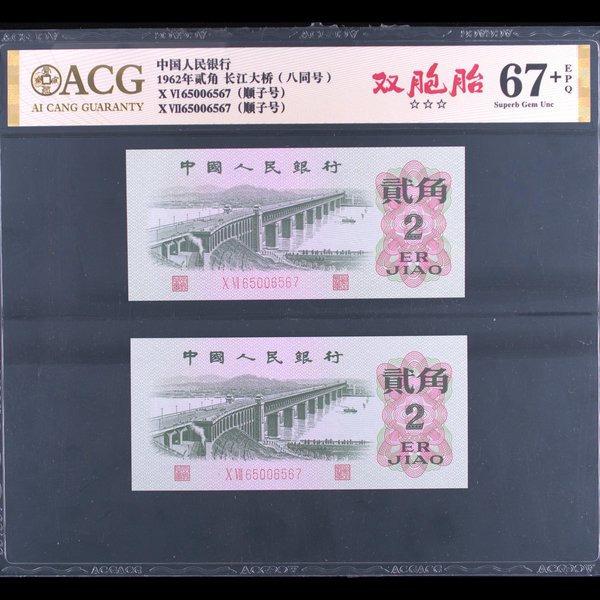 ACG
AI CANG GUARANTY
中国人民银行
1962年贰角 长江大桥（八同号）
X VI65006567（顺子号）
X VII65006567（顺子号）
双胞胎
☆☆☆
67+
EPQ
Superb Gem Unc
中國人民銀行
貳角
2
ER
JIAO
X VI 65006567
中國人民銀行
貳角
2
ER
JIAO
X VII 65006567